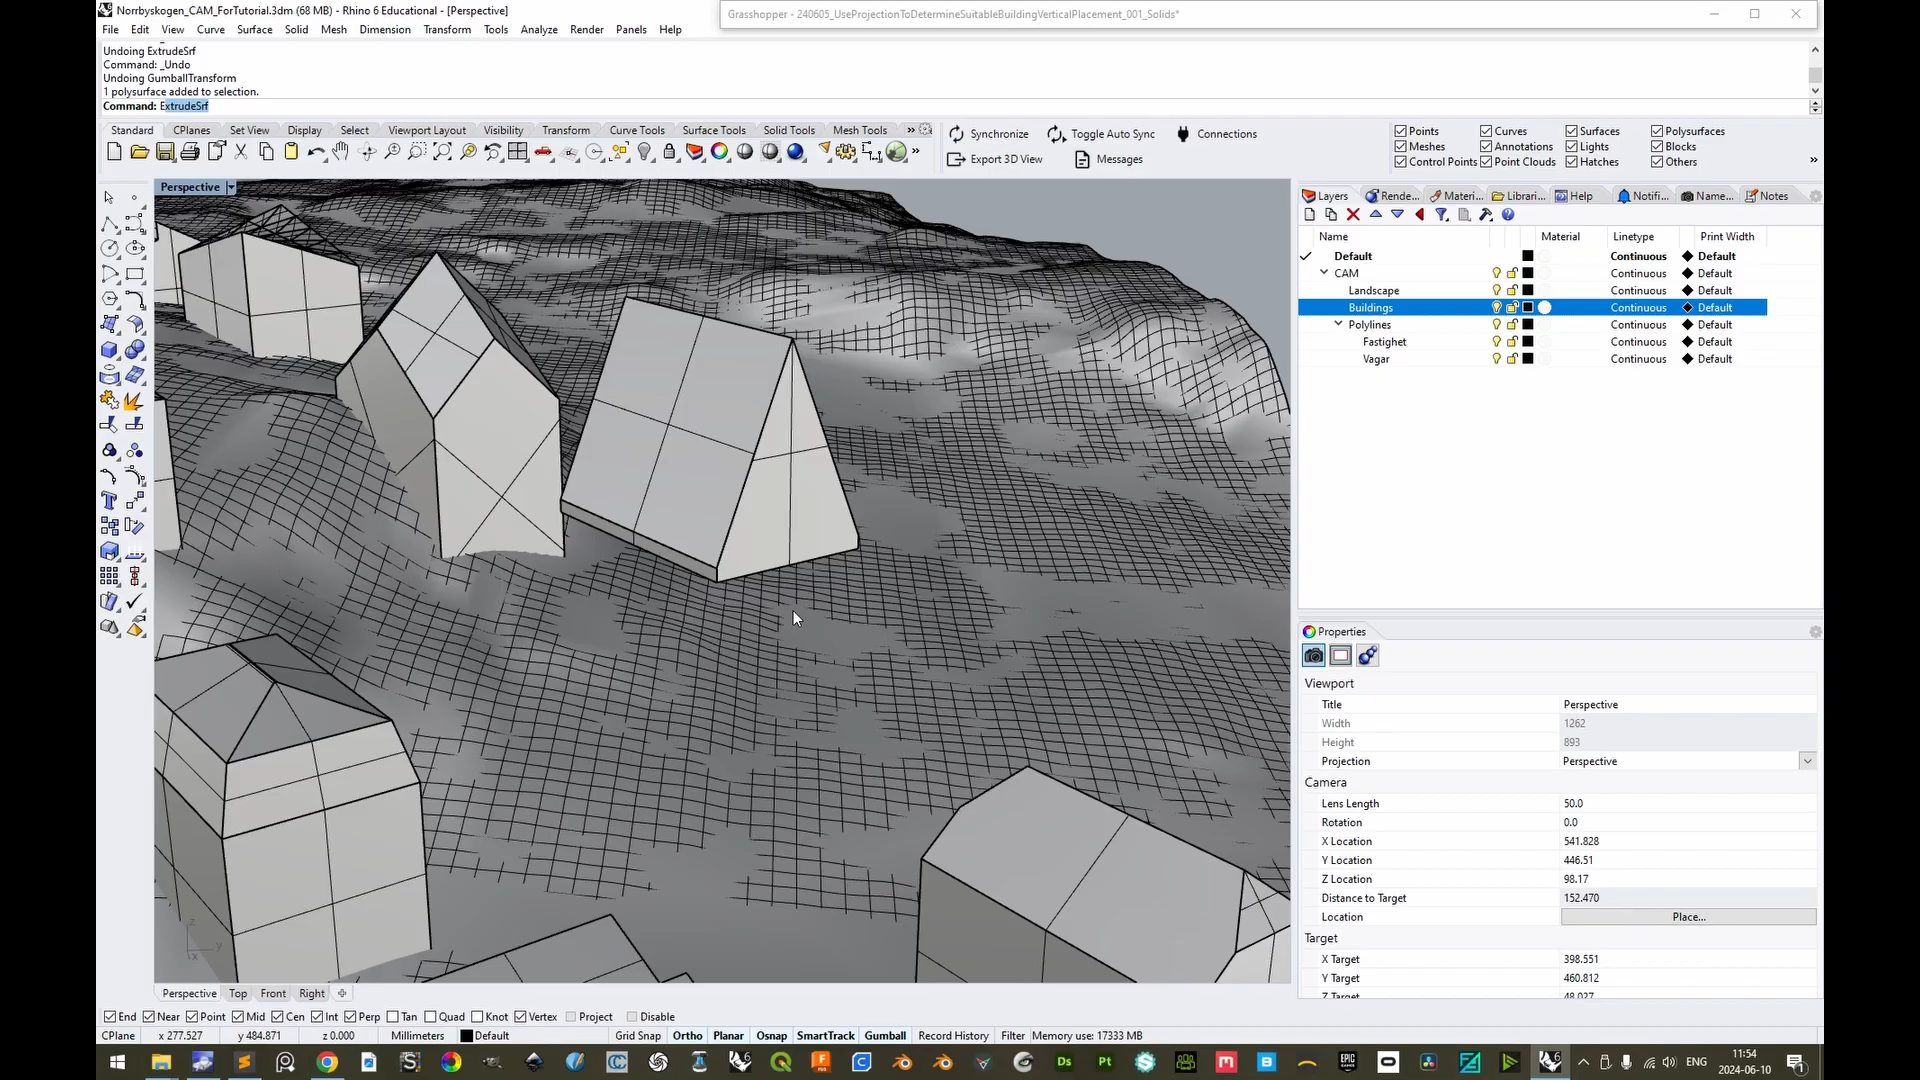 Norrbyskogen_CAM_ForTutorial.3dm (68 MB) - Rhino 6 Educational - [Perspective]
Grasshopper - 240605_UseProjectionToDetermineSuitableBuildingVerticalPlacement_001_Solids*
File Edit View Curve Surface Solid Mesh Dimension Transform Tools Analyze Render Panels Help
Undoing ExtrudeSrf
Command: _Undo
Undoing GumballTransform
1 polysurface added to selection.
Command: ExtrudeSrf
Standard CPlanes Set View Display Select Viewport Layout Visibility Transform Curve Tools Surface Tools Solid Tools Mesh Tools »
Synchronize Toggle Auto Sync Connections
Export 3D View Messages
Points Curves Surfaces Polysurfaces
Meshes Annotations Lights Blocks
Control Points Point Clouds Hatches Others
Perspective
Layers Rende... Materi... Librari... Help Notifi... Name... Notes
Name Material Linetype Print Width
Default Continuous Default
CAM Continuous Default
Landscape Continuous Default
Buildings Continuous Default
Polylines Continuous Default
Fastighet Continuous Default
Vagar Continuous Default
Properties
Viewport
Title Perspective
Width 1262
Height 893
Projection Perspective
Camera
Lens Length 50.0
Rotation 0.0
X Location 541.828
Y Location 446.51
Z Location 98.17
Distance to Target 152.470
Location Place...
Target
X Target 398.551
Y Target 460.812
Z Target 48.027
z
y
x
Perspective Top Front Right
End Near Point Mid Cen Int Perp Tan Quad Knot Vertex Project Disable
CPlane x 277.527 y 484.871 z 0.000 Millimeters Default Grid Snap Ortho Planar Osnap SmartTrack Gumball Record History Filter Memory use: 17333 MB
Ds Pt EPIC GAMES ENG 11:54
2024-06-10